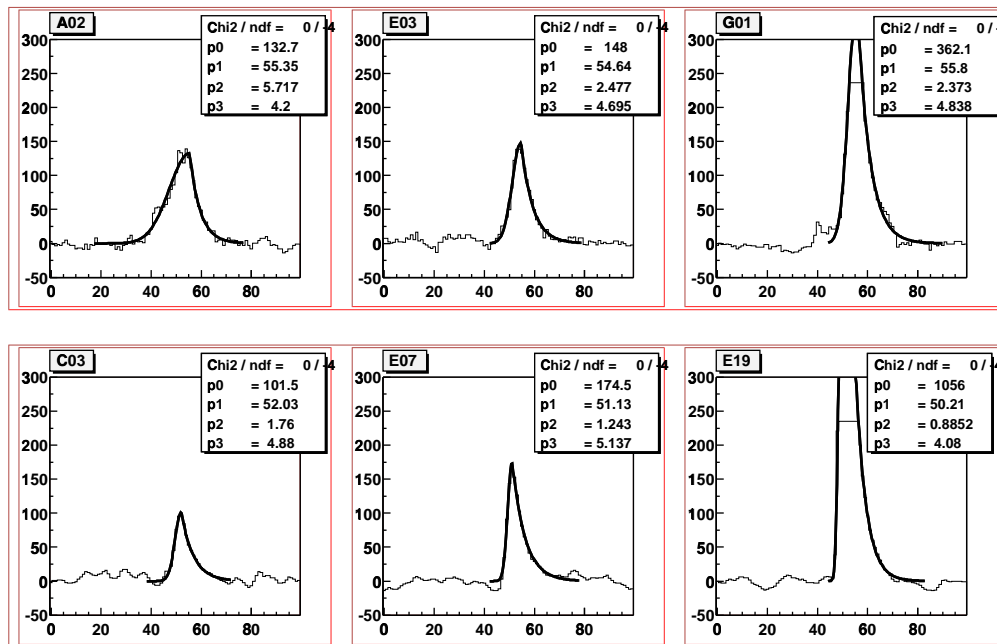 A02
Chi2 / ndf = 0 / -4
p0 = 132.7
p1 = 55.35
p2 = 5.717
p3 = 4.2
300
250
200
150
100
50
0
-50
0 20 40 60 80
E03
Chi2 / ndf = 0 / -4
p0 = 148
p1 = 54.64
p2 = 2.477
p3 = 4.695
300
250
200
150
100
50
0
-50
0 20 40 60 80
G01
Chi2 / ndf = 0 / -
p0 = 362.1
p1 = 55.8
p2 = 2.373
p3 = 4.838
300
250
200
150
100
50
0
-50
0 20 40 60 80
C03
Chi2 / ndf = 0 / -4
p0 = 101.5
p1 = 52.03
p2 = 1.76
p3 = 4.88
300
250
200
150
100
50
0
-50
0 20 40 60 80
E07
Chi2 / ndf = 0 / -4
p0 = 174.5
p1 = 51.13
p2 = 1.243
p3 = 5.137
300
250
200
150
100
50
0
-50
0 20 40 60 80
E19
Chi2 / ndf = 0 / -4
p0 = 1056
p1 = 50.21
p2 = 0.8852
p3 = 4.08
300
250
200
150
100
50
0
-50
0 20 40 60 80